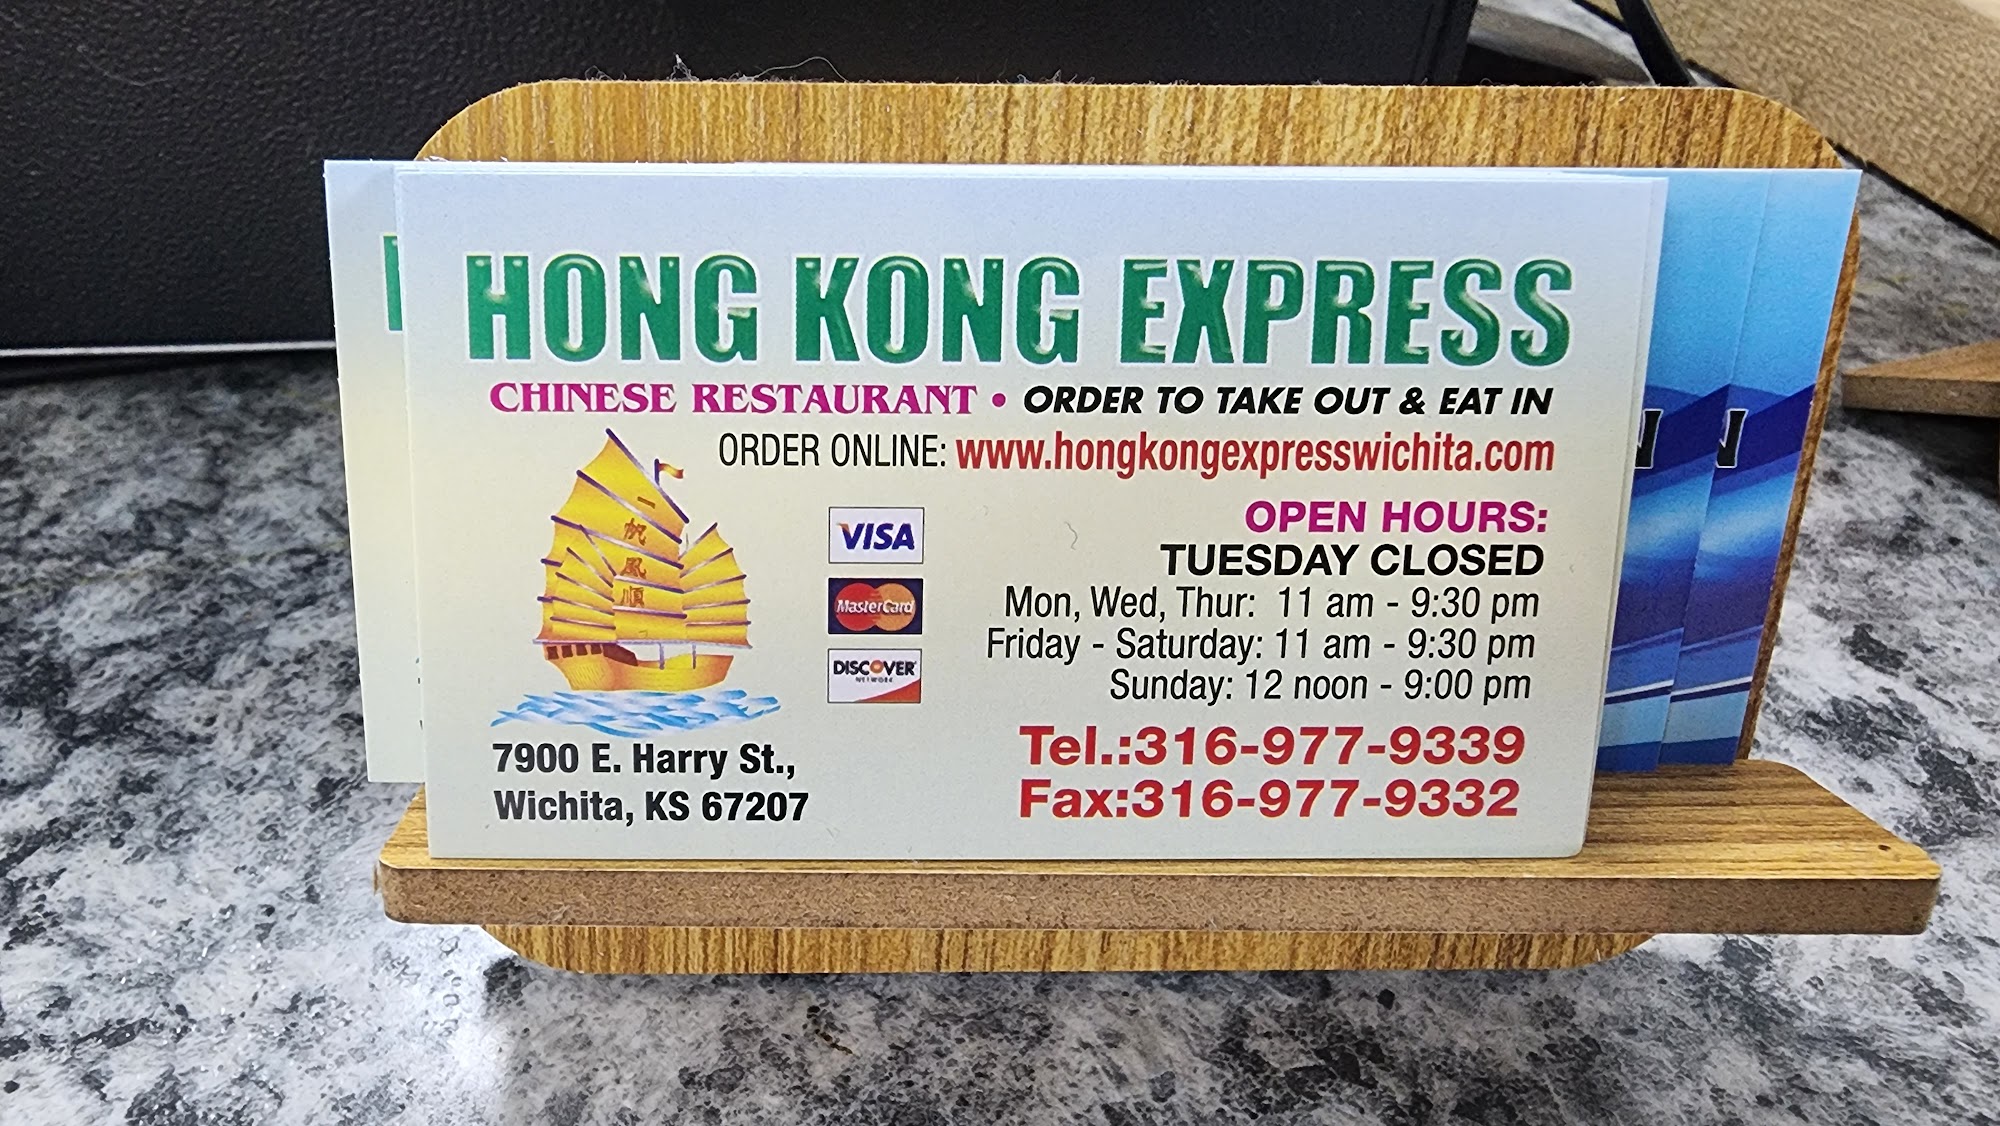 HONG KONG EXPRESS
CHINESE RESTAURANT • ORDER TO TAKE OUT & EAT IN
ORDER ONLINE: www.hongkongexpresswichita.com
一
帆
風
順
VISA
MasterCard
DISCOVER
NETWORK
OPEN HOURS:
TUESDAY CLOSED
Mon, Wed, Thur: 11 am - 9:30 pm
Friday - Saturday: 11 am - 9:30 pm
Sunday: 12 noon - 9:00 pm
7900 E. Harry St.,
Wichita, KS 67207
Tel.:316-977-9339
Fax:316-977-9332